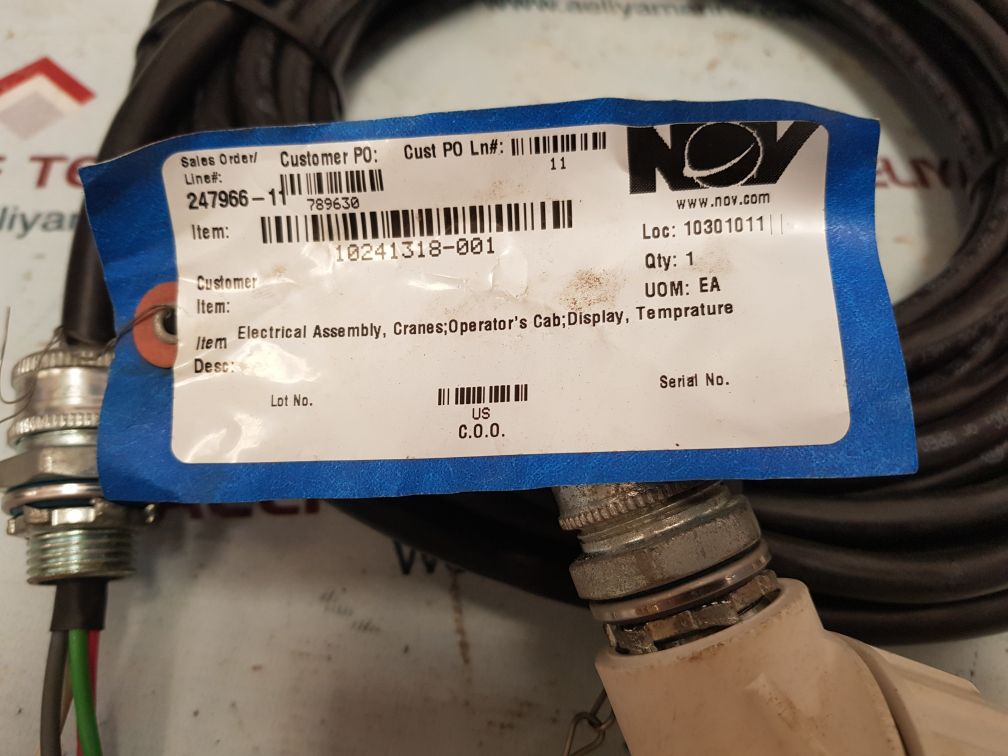 Sales Order/ Customer PO: Cust PO Ln#:
Line#: 11
247966-11 789630
NOV
www.nov.com
Item: 10241318-001
Loc: 10301011
Customer Item:
Qty: 1
UOM: EA
Item Desc: Electrical Assembly, Cranes;Operator's Cab;Display, Temprature
Lot No.
US
C.O.O.
Serial No.